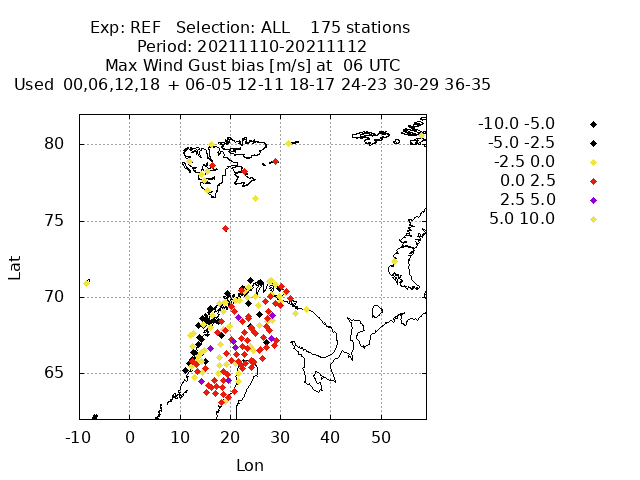 Exp: REF   Selection: ALL    175 stations
Period: 20211110-20211112
Max Wind Gust bias [m/s] at  06 UTC
Used  00,06,12,18  + 06-05 12-11 18-17 24-23 30-29 36-35
-10.0 -5.0
-5.0 -2.5
-2.5 0.0
0.0 2.5
2.5 5.0
5.0 10.0
80
75
70
65
Lat
-10 0 10 20 30 40 50
Lon